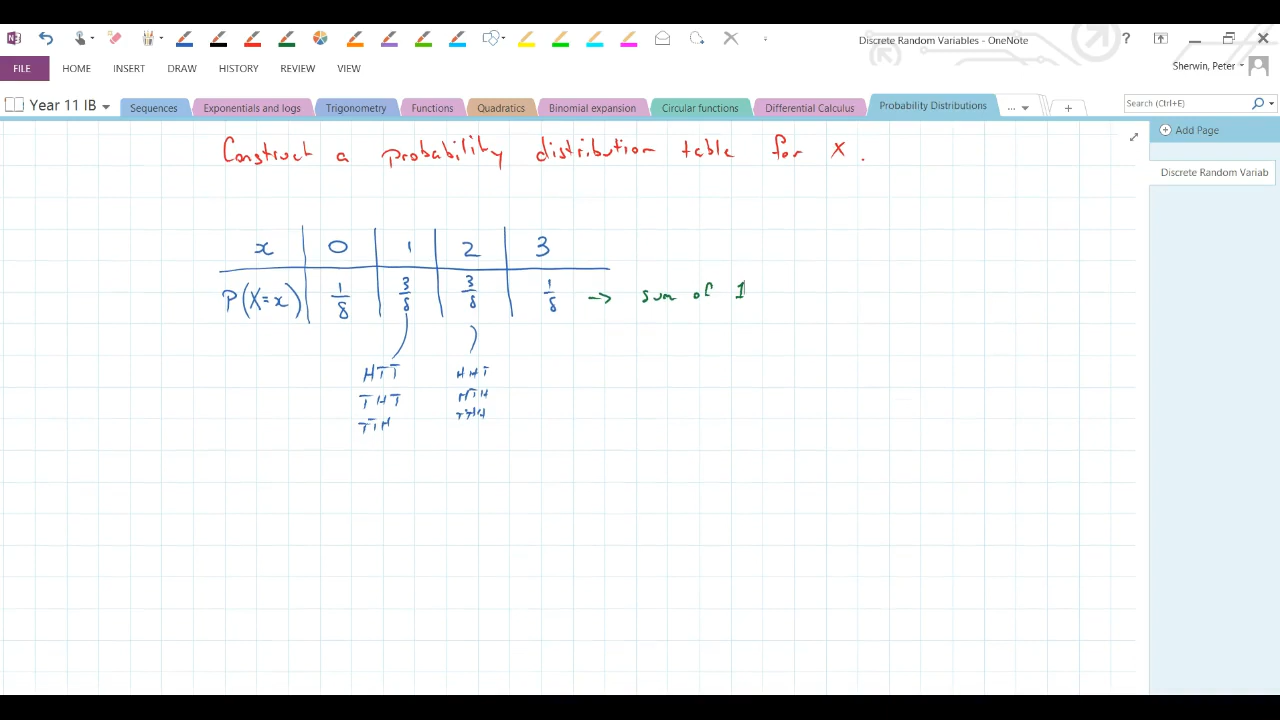 Discrete Random Variables - OneNote
?
Sherwin, Peter
FILE HOME INSERT DRAW HISTORY REVIEW VIEW
Year 11 IB Sequences Exponentials and logs Trigonometry Functions Quadratics Binomial expansion Circular functions Differential Calculus Probability Distributions ... + Search (Ctrl+E)
Add Page
Discrete Random Variab
Construct a probability distribution table for X.
x 0 1 2 3
P(X=x) 1/8 3/8 3/8 1/8 → sum of 1
HTT HHT
THT HTH
TTH